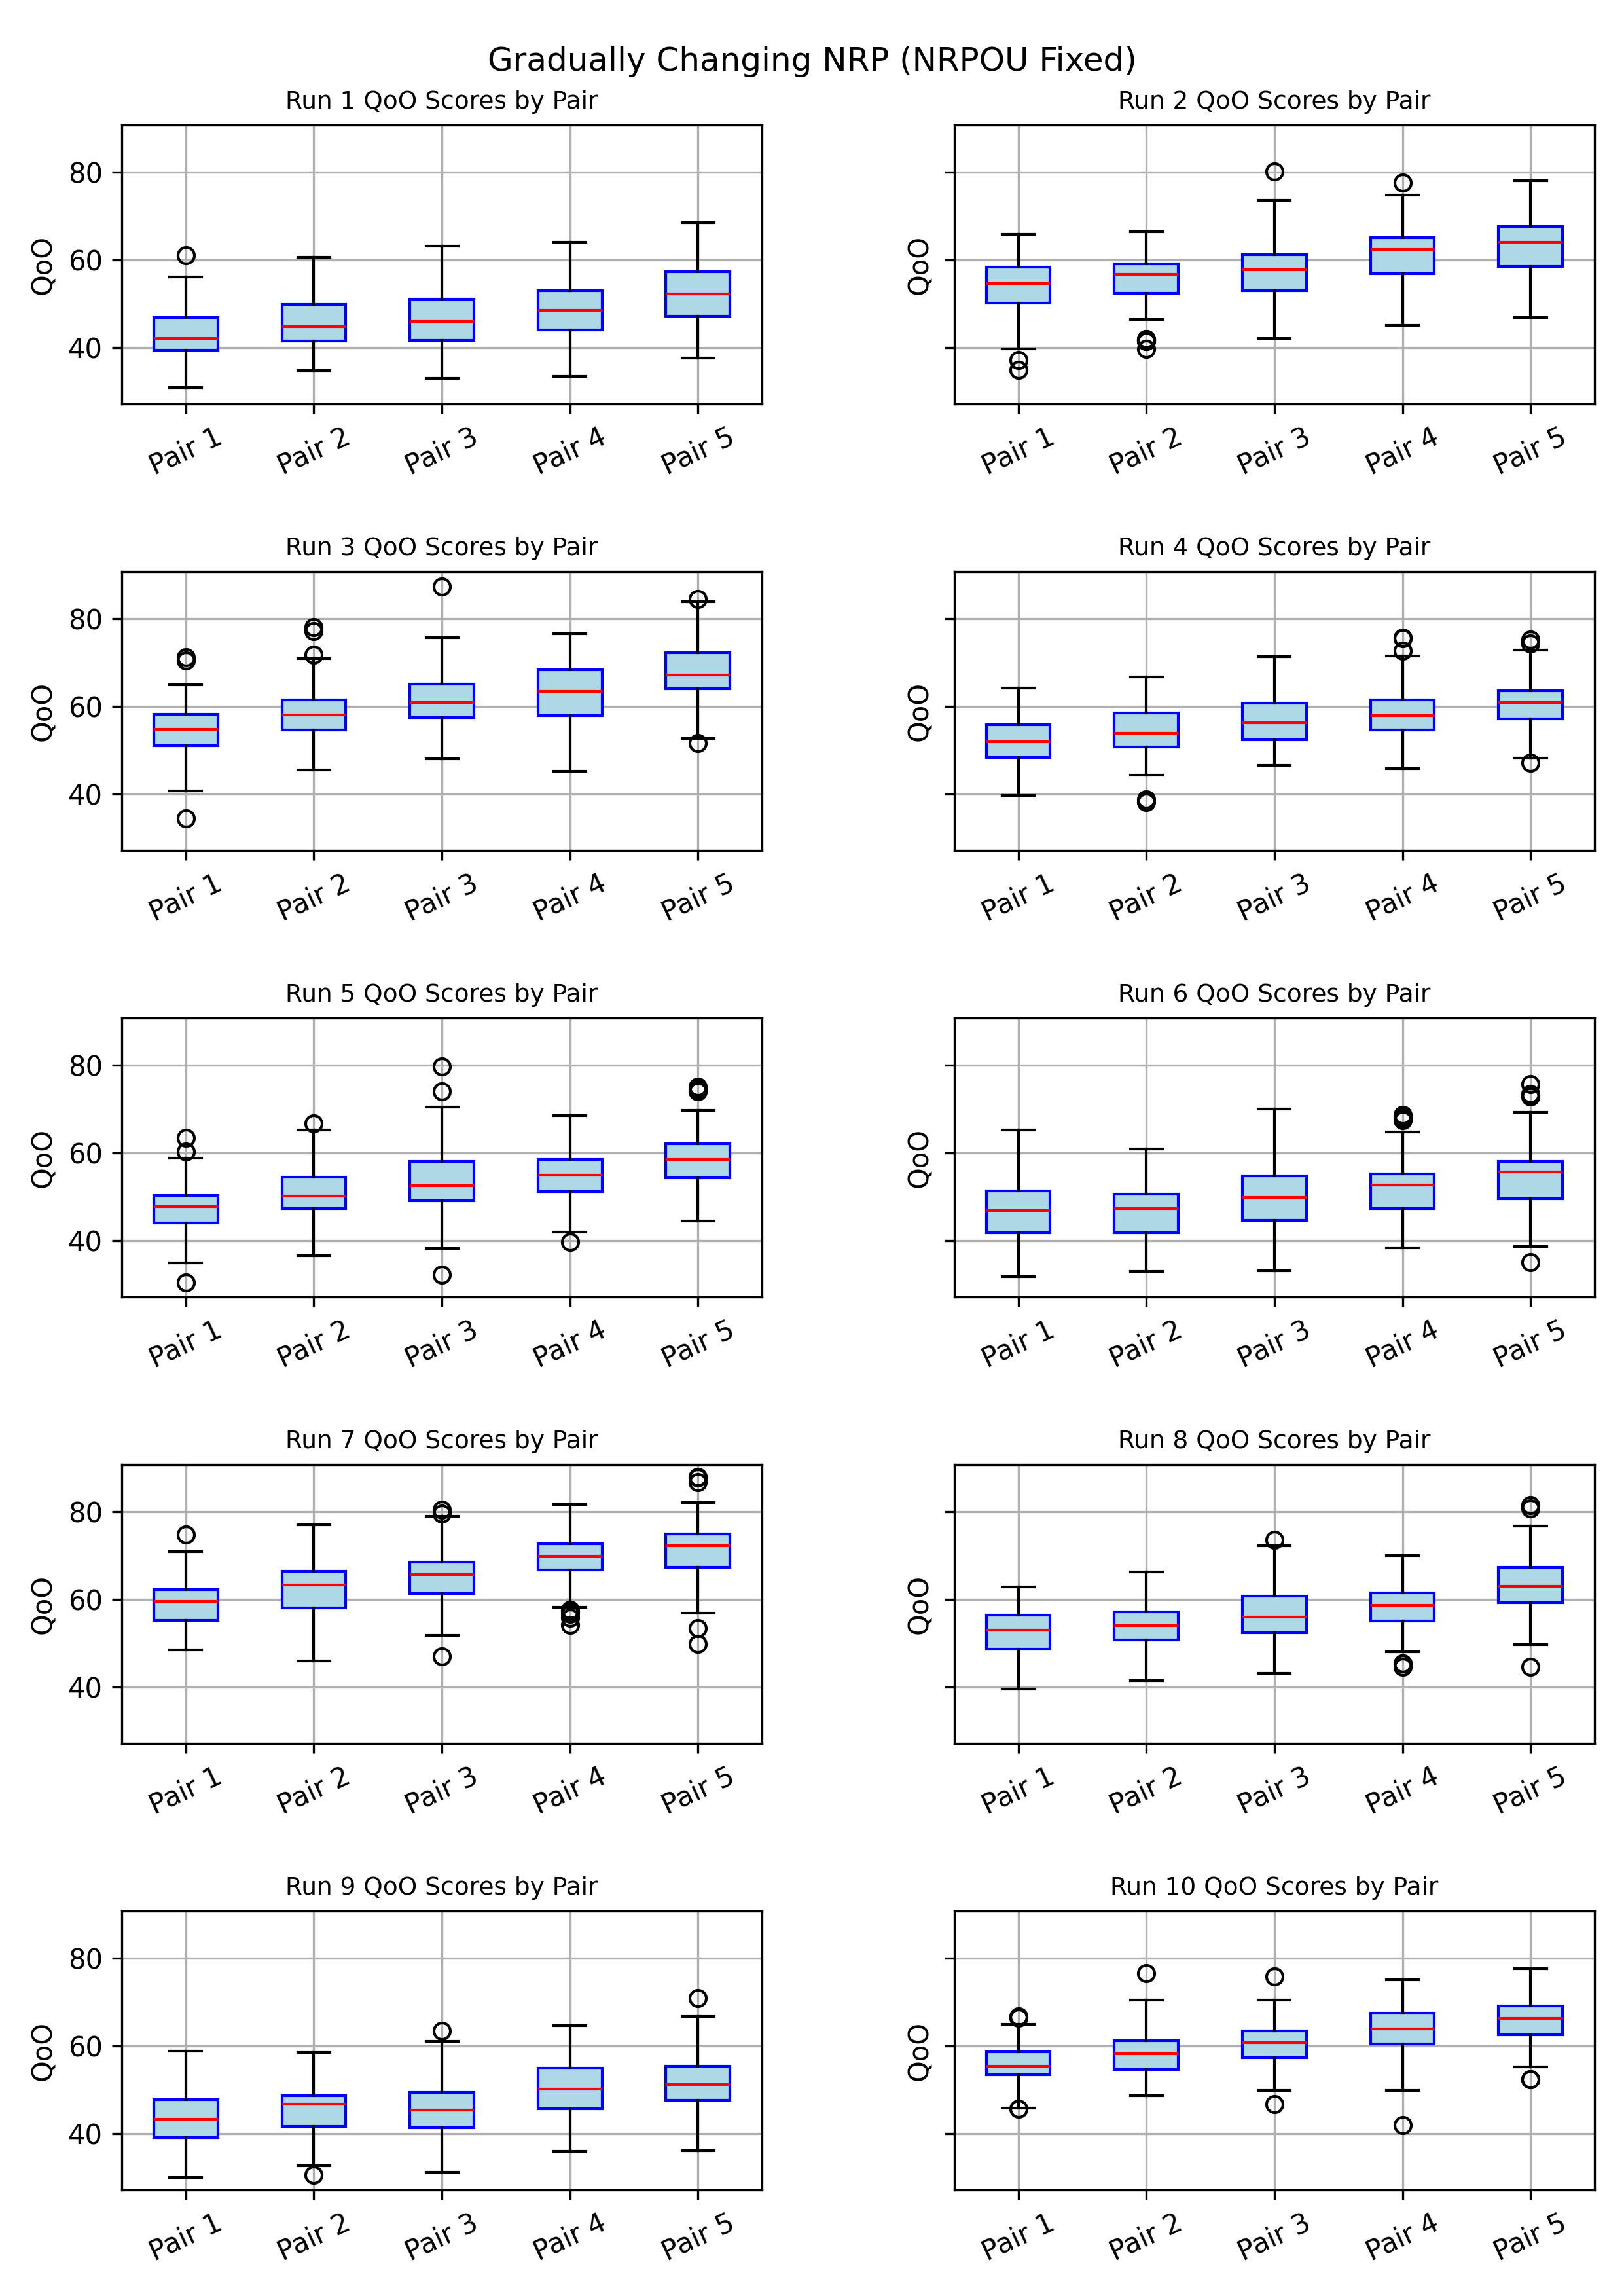 Gradually Changing NRP (NRPOU Fixed)
Run 1 QoO Scores by Pair
QoO
80
60
40
Pair 1 Pair 2 Pair 3 Pair 4 Pair 5
Run 2 QoO Scores by Pair
QoO
Pair 1 Pair 2 Pair 3 Pair 4 Pair 5
Run 3 QoO Scores by Pair
QoO
80
60
40
Pair 1 Pair 2 Pair 3 Pair 4 Pair 5
Run 4 QoO Scores by Pair
QoO
Pair 1 Pair 2 Pair 3 Pair 4 Pair 5
Run 5 QoO Scores by Pair
QoO
80
60
40
Pair 1 Pair 2 Pair 3 Pair 4 Pair 5
Run 6 QoO Scores by Pair
QoO
Pair 1 Pair 2 Pair 3 Pair 4 Pair 5
Run 7 QoO Scores by Pair
QoO
80
60
40
Pair 1 Pair 2 Pair 3 Pair 4 Pair 5
Run 8 QoO Scores by Pair
QoO
Pair 1 Pair 2 Pair 3 Pair 4 Pair 5
Run 9 QoO Scores by Pair
QoO
80
60
40
Pair 1 Pair 2 Pair 3 Pair 4 Pair 5
Run 10 QoO Scores by Pair
QoO
Pair 1 Pair 2 Pair 3 Pair 4 Pair 5